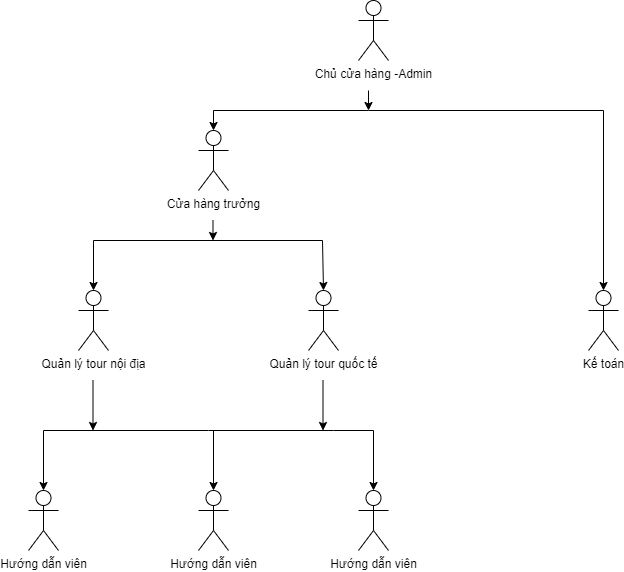 Chủ cửa hàng -Admin
Cửa hàng trưởng
Quản lý tour nội địa
Quản lý tour quốc tế
Kế toán
Hướng dẫn viên
Hướng dẫn viên
Hướng dẫn viên